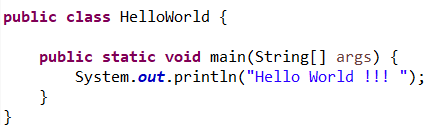 public class HelloWorld {
    public static void main(String[] args) {
        System.out.println("Hello World !!! ");
    }
}